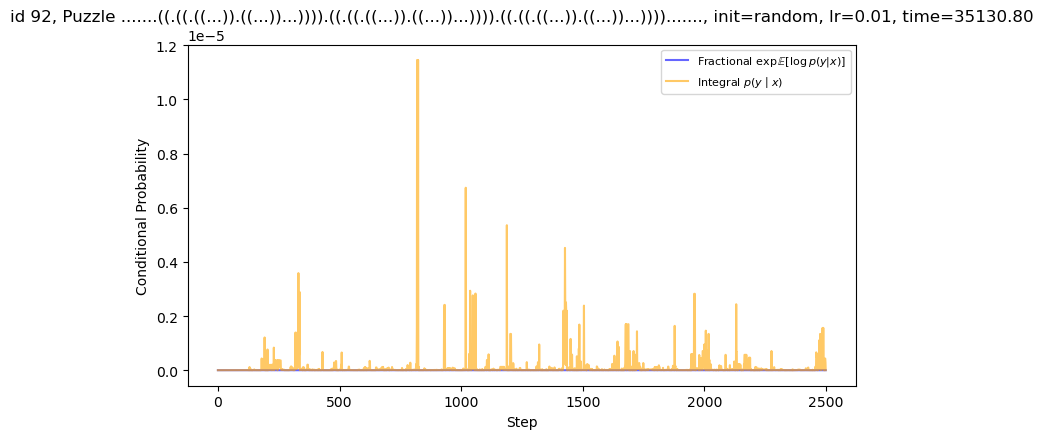 id 92, Puzzle .......((.((.((...)).((...))...)))).((.((.((...)).((...))...)))).((.((.((...)).((...))...))))......., init=random, lr=0.01, time=35130.80
1e−5
1.2
1.0
0.8
0.6
0.4
0.2
0.0
Conditional Probability
Fractional exp𝔼[log p(y|x)]
Integral p(y | x)
0 500 1000 1500 2000 2500
Step